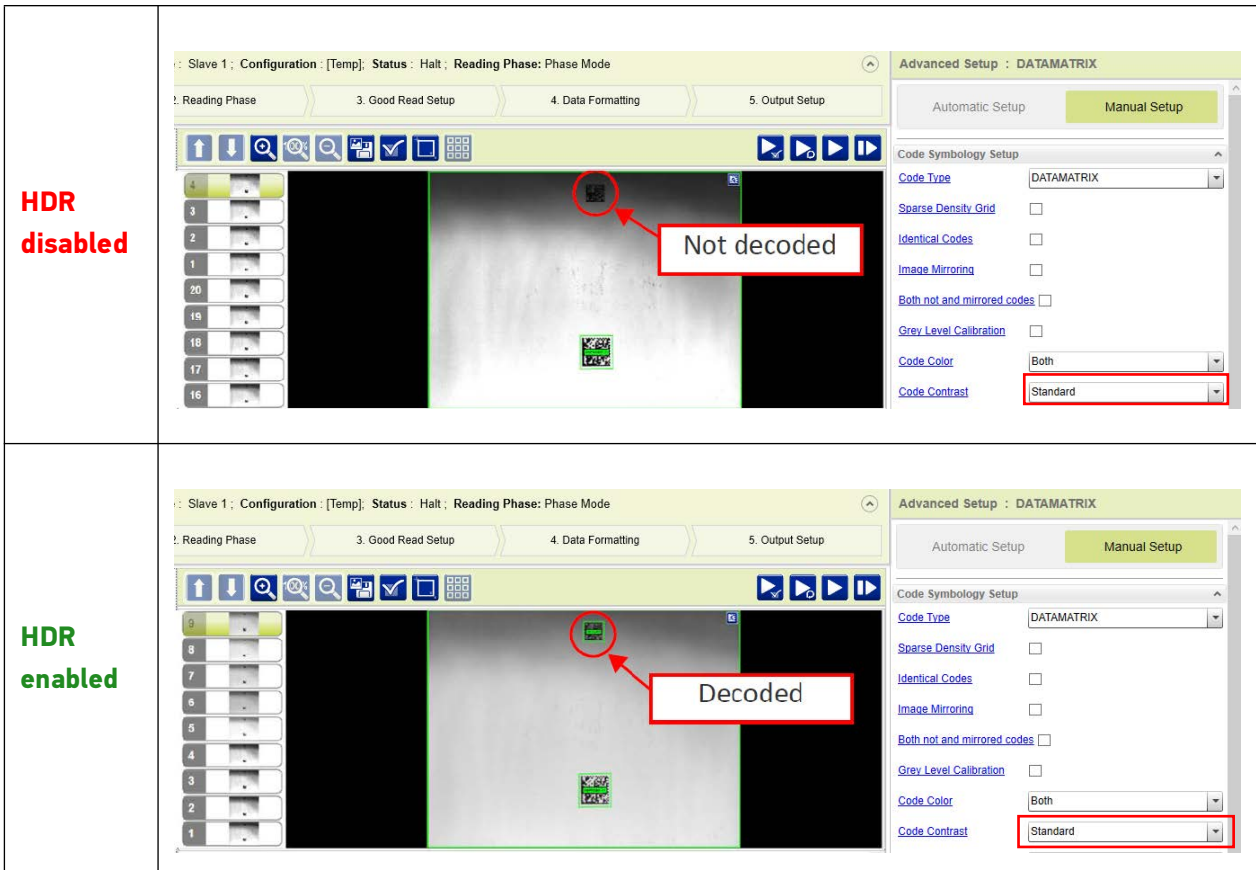 HDR
disabled
: Slave 1 ; Configuration : [Temp]; Status : Halt ; Reading Phase: Phase Mode
2. Reading Phase
3. Good Read Setup
4. Data Formatting
5. Output Setup
100%
4
3
2
1
20
19
18
17
16
Not decoded
Advanced Setup : DATAMATRIX
Automatic Setup
Manual Setup
Code Symbology Setup
Code Type DATAMATRIX
Sparse Density Grid
Identical Codes
Image Mirroring
Both not and mirrored codes
Grey Level Calibration
Code Color Both
Code Contrast Standard
HDR
enabled
: Slave 1 ; Configuration : [Temp]; Status : Halt ; Reading Phase: Phase Mode
2. Reading Phase
3. Good Read Setup
4. Data Formatting
5. Output Setup
100%
9
8
7
6
5
4
3
2
1
Decoded
Advanced Setup : DATAMATRIX
Automatic Setup
Manual Setup
Code Symbology Setup
Code Type DATAMATRIX
Sparse Density Grid
Identical Codes
Image Mirroring
Both not and mirrored codes
Grey Level Calibration
Code Color Both
Code Contrast Standard